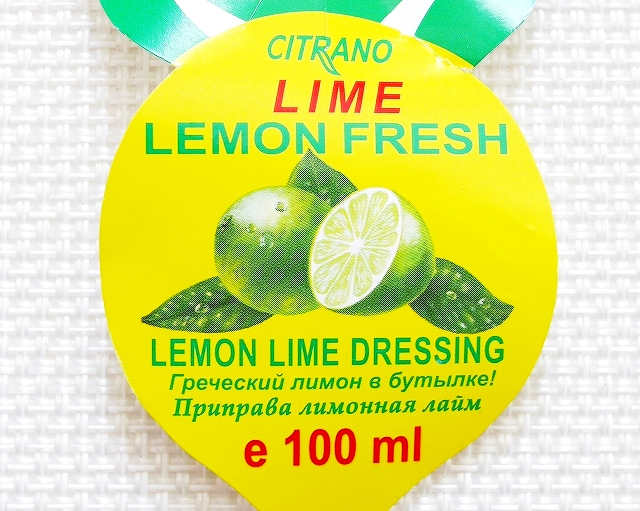 CITRANO
LIME
LEMON FRESH
LEMON LIME DRESSING
Греческий лимон в бутылке!
Приправа лимонная лайм
e 100 ml